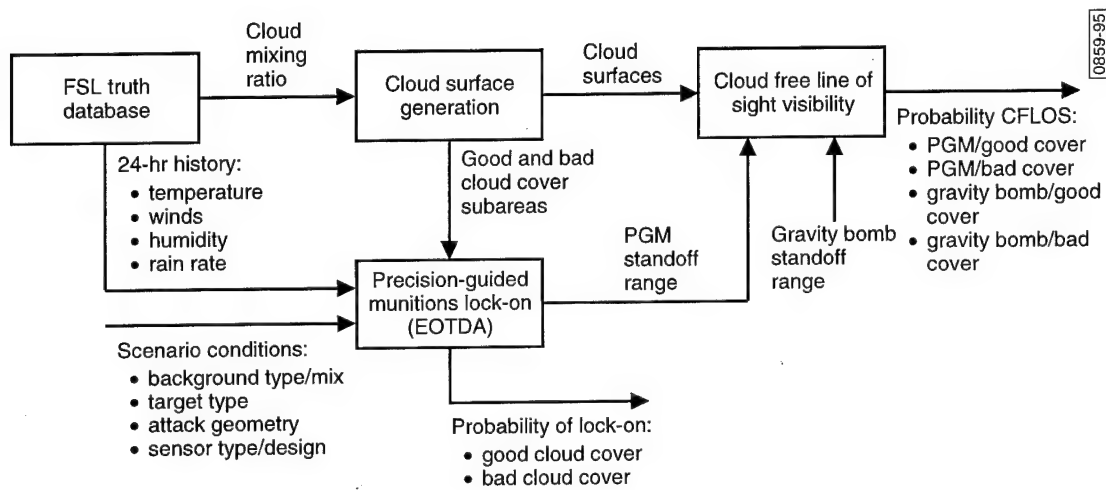 0859-95
Cloud
mixing
ratio
FSL truth
database
Cloud surface
generation
Cloud
surfaces
Cloud free line of
sight visibility
Probability CFLOS:
• PGM/good cover
• PGM/bad cover
• gravity bomb/good
cover
• gravity bomb/bad
cover
24-hr history:
• temperature
• winds
• humidity
• rain rate
Good and bad
cloud cover
subareas
PGM
standoff
range
Gravity bomb
standoff
range
Precision-guided
munitions lock-on
(EOTDA)
Scenario conditions:
• background type/mix
• target type
• attack geometry
• sensor type/design
Probability of lock-on:
• good cloud cover
• bad cloud cover